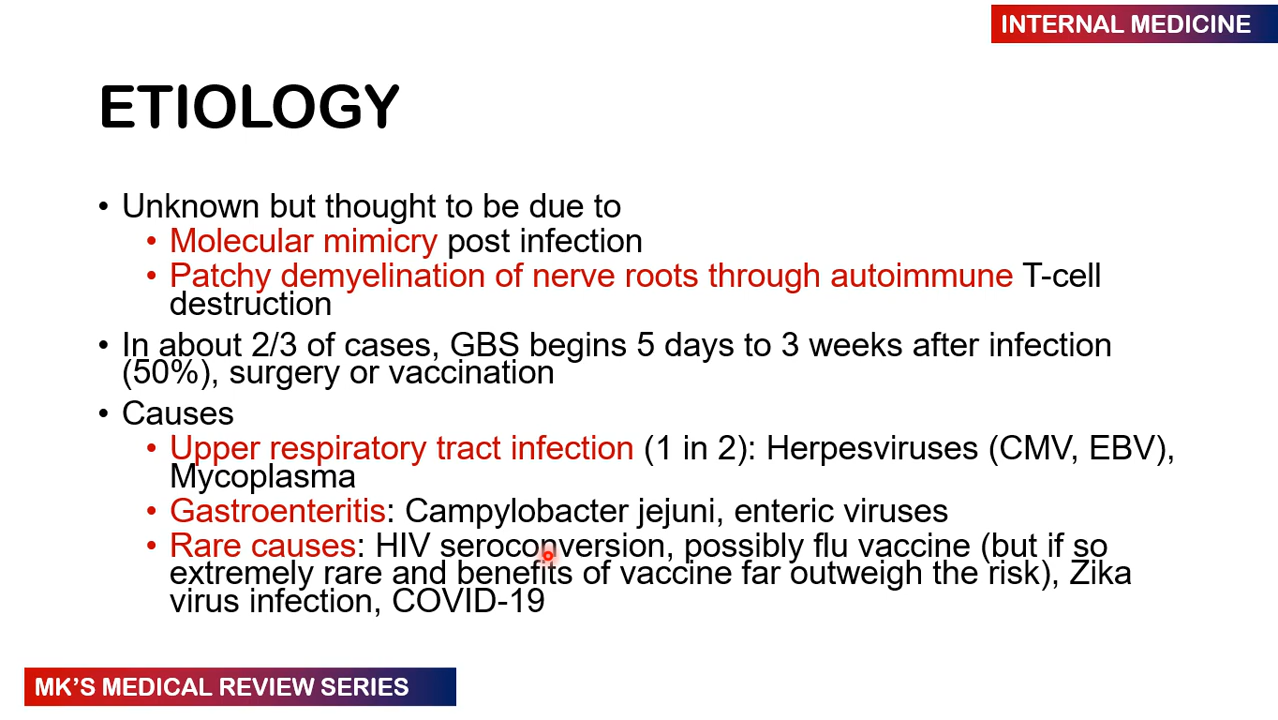 INTERNAL MEDICINE
ETIOLOGY
• Unknown but thought to be due to
• Molecular mimicry post infection
• Patchy demyelination of nerve roots through autoimmune T-cell
destruction
• In about 2/3 of cases, GBS begins 5 days to 3 weeks after infection
(50%), surgery or vaccination
• Causes
• Upper respiratory tract infection (1 in 2): Herpesviruses (CMV, EBV),
Mycoplasma
• Gastroenteritis: Campylobacter jejuni, enteric viruses
• Rare causes: HIV seroconversion, possibly flu vaccine (but if so
extremely rare and benefits of vaccine far outweigh the risk), Zika
virus infection, COVID-19
MK’S MEDICAL REVIEW SERIES